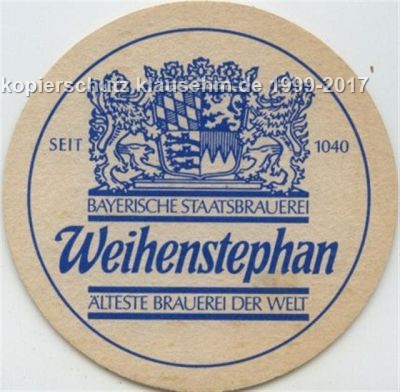 kopierschutz klausehm.de 1999-2017
SEIT 1040
BAYERISCHE STAATSBRAUEREI
Weihenstephan
ÄLTESTE BRAUEREI DER WELT